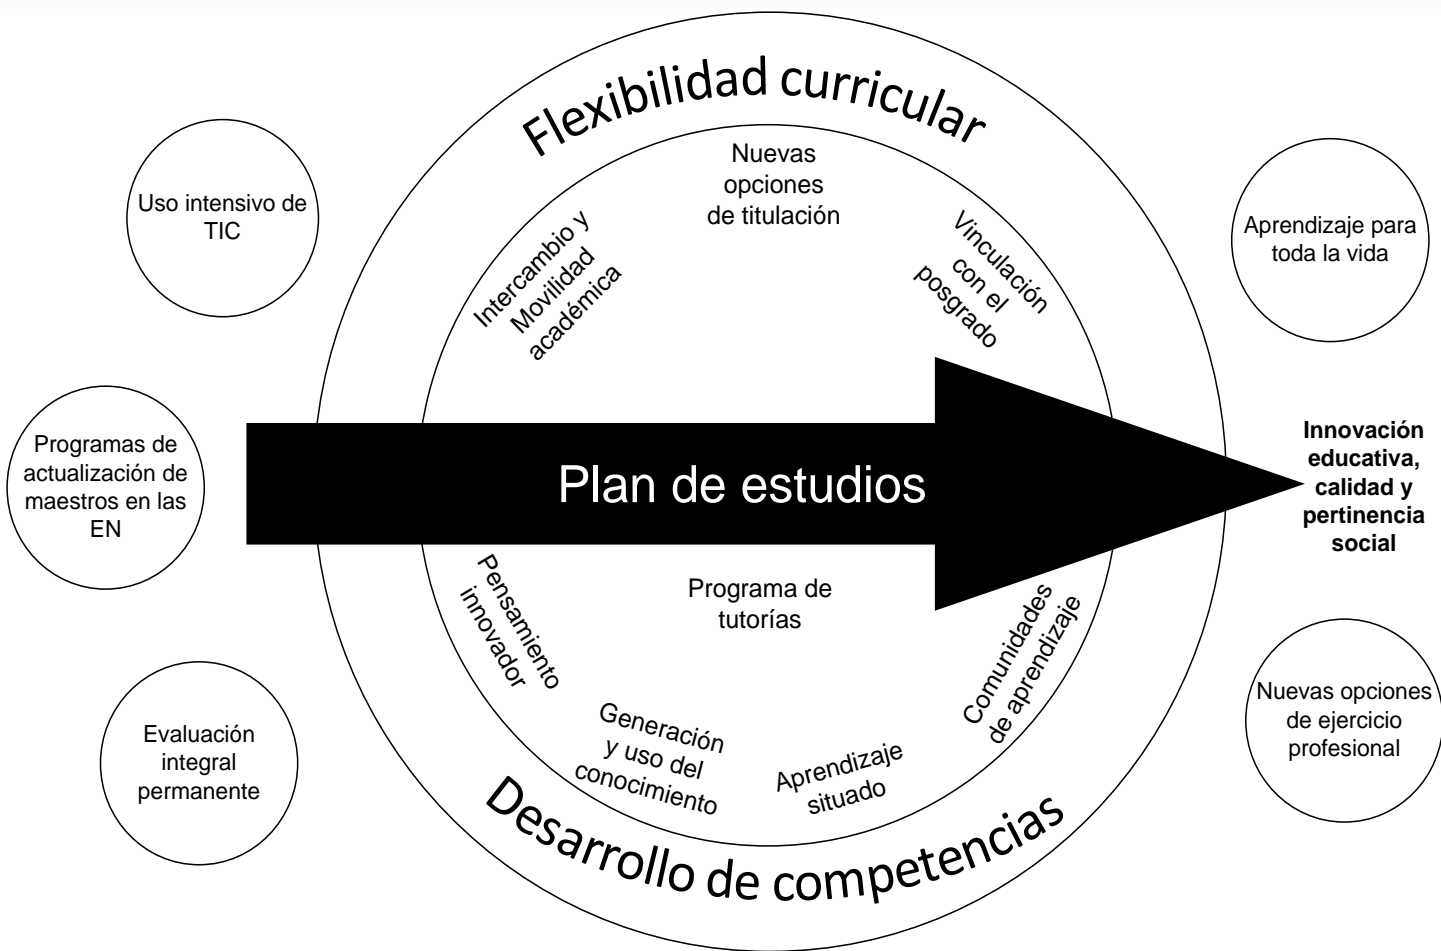 Flexibilidad curricular
Uso intensivo de
TIC
Programas de
actualización de
maestros en las
EN
Evaluación
integral
permanente
Intercambio y
Movilidad
académica
Nuevas
opciones
de titulación
Vinculación
con el
posgrado
Plan de estudios
Pensamiento
innovador
Programa de
tutorías
Generación
y uso del
conocimiento
Aprendizaje
situado
Comunidades
de aprendizaje
Desarrollo de competencias
Aprendizaje para
toda la vida
Innovación
educativa,
calidad y
pertinencia
social
Nuevas opciones
de ejercicio
profesional